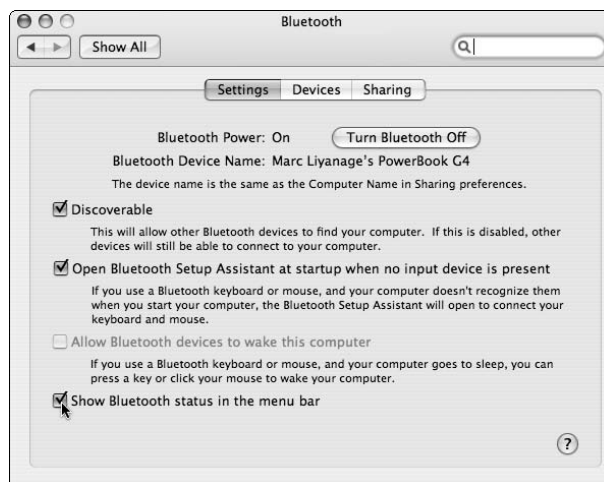 Bluetooth
Show All
Settings Devices Sharing
Bluetooth Power: On Turn Bluetooth Off
Bluetooth Device Name: Marc Liyanage's PowerBook G4
The device name is the same as the Computer Name in Sharing preferences.
Discoverable
This will allow other Bluetooth devices to find your computer. If this is disabled, other
devices will still be able to connect to your computer.
Open Bluetooth Setup Assistant at startup when no input device is present
If you use a Bluetooth keyboard or mouse, and your computer doesn't recognize them
when you start your computer, the Bluetooth Setup Assistant will open to connect your
keyboard and mouse.
Allow Bluetooth devices to wake this computer
If you use a Bluetooth keyboard or mouse, and your computer goes to sleep, you can
press a key or click your mouse to wake your computer.
Show Bluetooth status in the menu bar
?